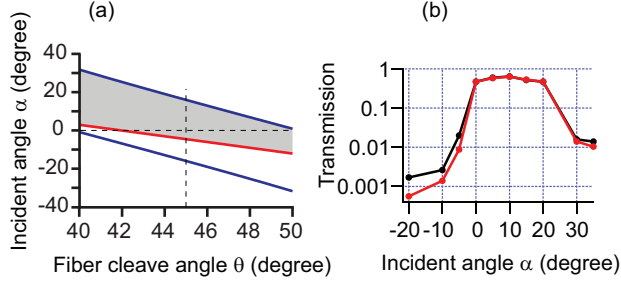 (a)
(b)
Incident angle α (degree)
40
20
0
-20
-40
40 42 44 46 48 50
Fiber cleave angle θ (degree)
Transmission
1
0.1
0.01
0.001
-20 -10 0 10 20 30
Incident angle α (degree)